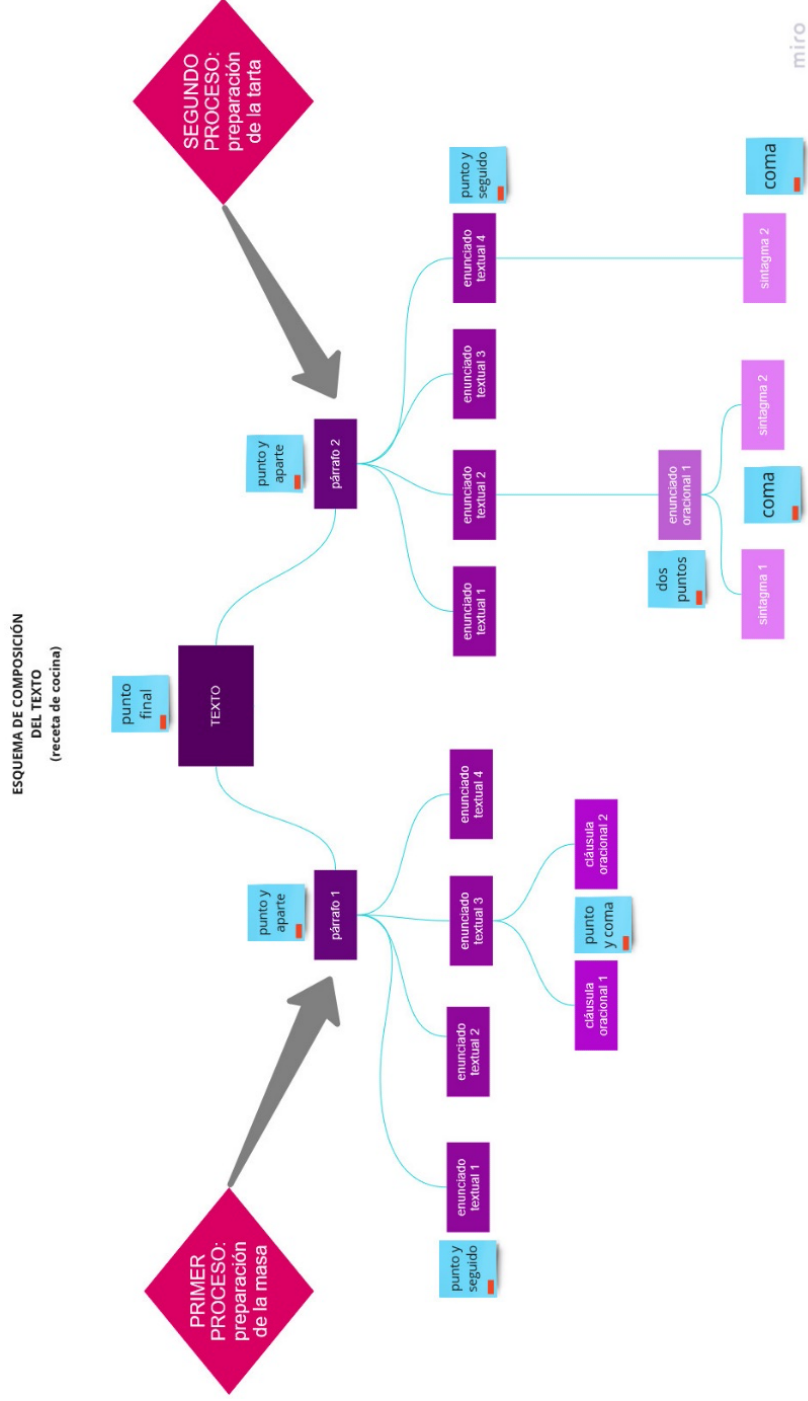 ESQUEMA DE COMPOSICIÓN
DEL TEXTO
(receta de cocina)
PRIMER
PROCESO:
preparación
de la masa
SEGUNDO
PROCESO:
preparación
de la tarta
punto
final
TEXTO
punto y
aparte
párrafo 1
punto y
aparte
párrafo 2
punto y
seguido
enunciado
textual 1
enunciado
textual 2
enunciado
textual 3
enunciado
textual 4
enunciado
textual 1
enunciado
textual 2
enunciado
textual 3
enunciado
textual 4
punto y
seguido
cláusula
oracional 1
punto
y coma
cláusula
oracional 2
dos
puntos
enunciado
oracional 1
sintagma 1
coma
sintagma 2
sintagma 2
coma
miro